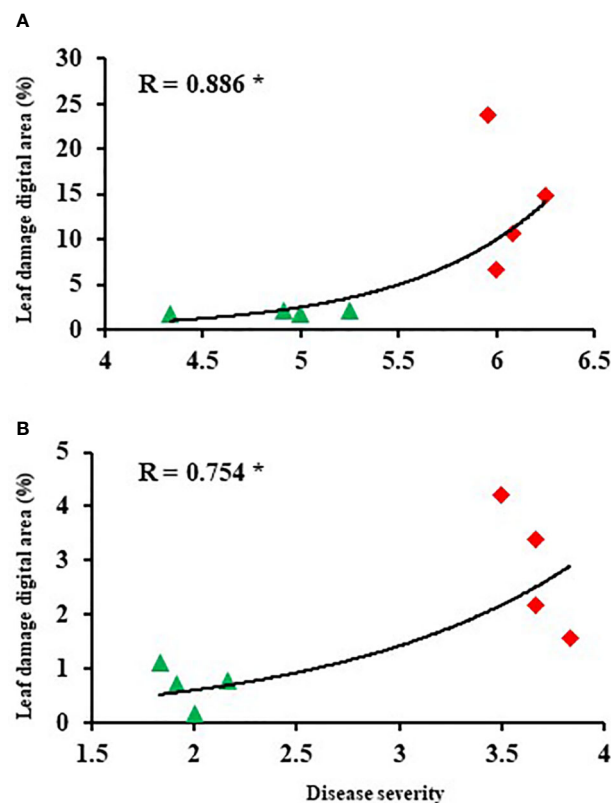 A
Leaf damage digital area (%)
R = 0.886 *
30
25
20
15
10
5
0
4 4.5 5 5.5 6 6.5
B
Leaf damage digital area (%)
R = 0.754 *
5
4
3
2
1
0
1.5 2 2.5 3 3.5 4
Disease severity